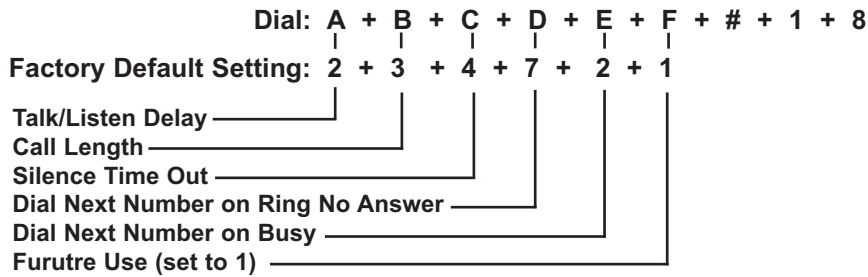 Dial: A + B + C + D + E + F + # + 1 + 8
Factory Default Setting: 2 + 3 + 4 + 7 + 2 + 1
Talk/Listen Delay
Call Length
Silence Time Out
Dial Next Number on Ring No Answer
Dial Next Number on Busy
Furutre Use (set to 1)